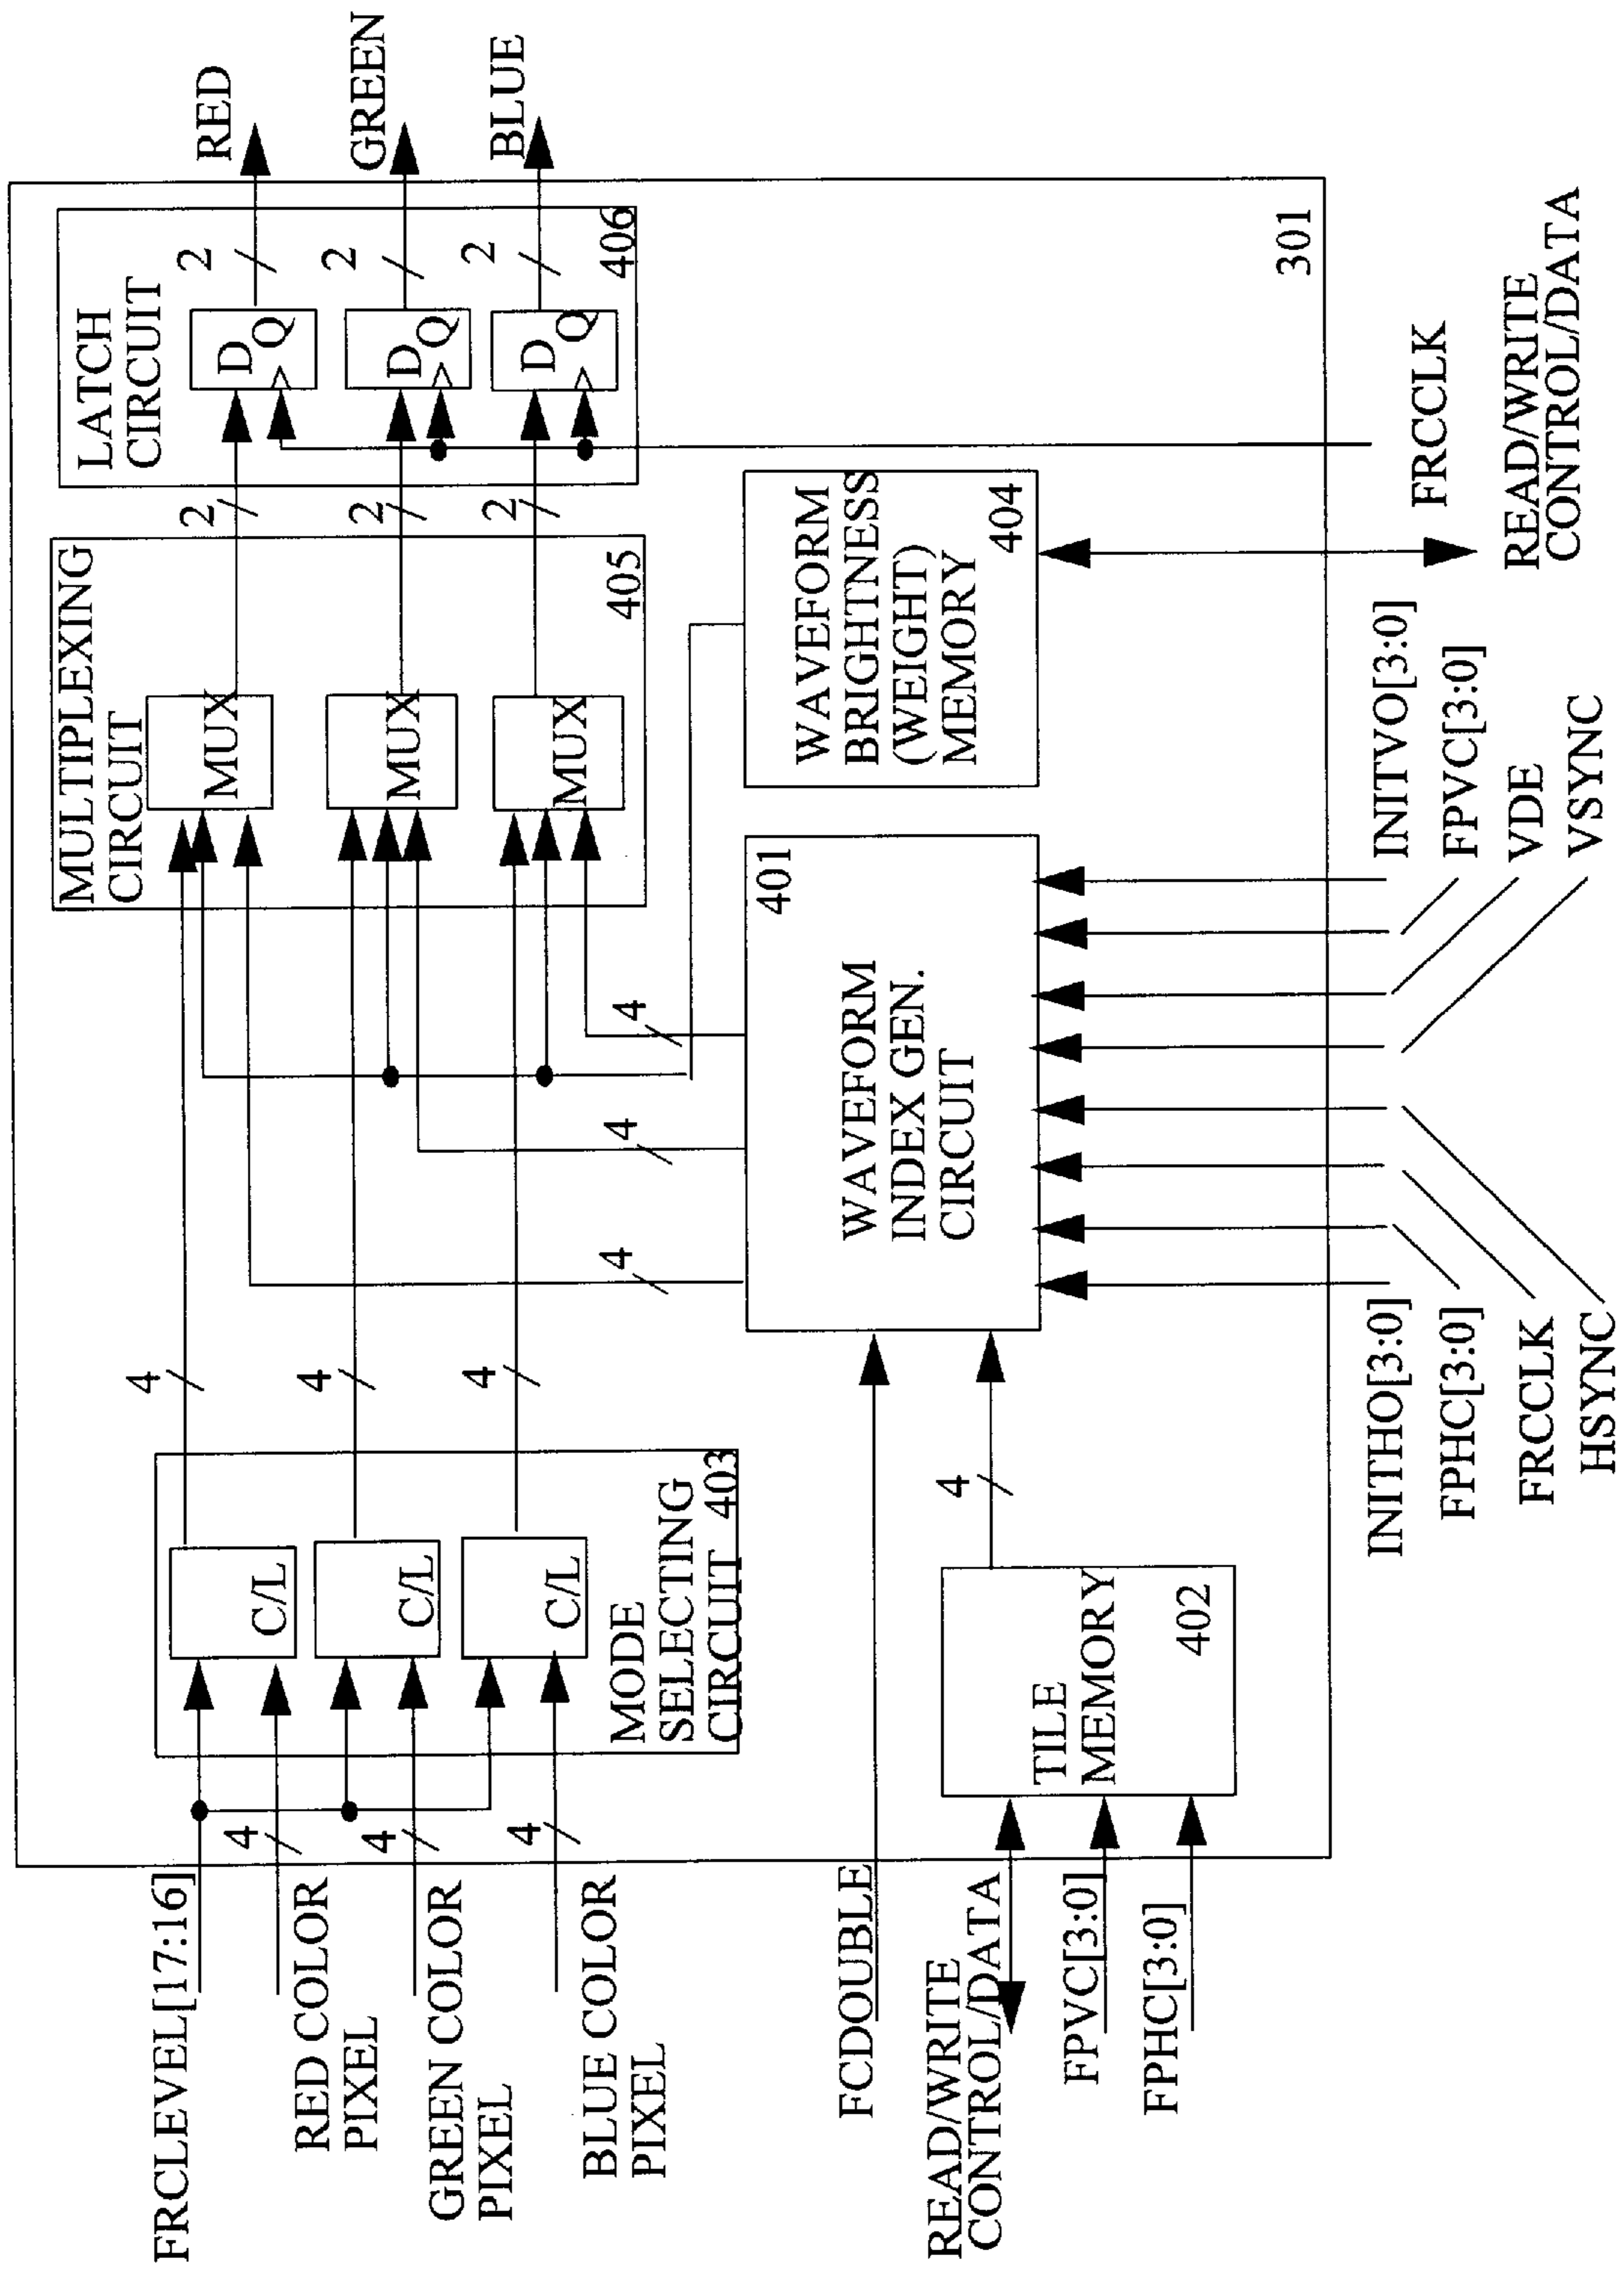 FRCLEVEL[17:16]
RED COLOR
PIXEL
GREEN COLOR
PIXEL
BLUE COLOR
PIXEL
4
4
4
C/L
C/L
C/L
MODE
SELECTING
CIRCUIT 403
4
4
4
MULTIPLEXING
CIRCUIT
MUX
MUX
MUX
405
2
2
2
LATCH
CIRCUIT
D
Q
D
Q
D
Q
406
2
2
2
RED
GREEN
BLUE
FCDOUBLE
READ/WRITE
CONTROL/DATA
FPVC[3:0]
FPHC[3:0]
TILE
MEMORY
402
4
4
4
4
401
WAVEFORM
INDEX GEN.
CIRCUIT
WAVEFORM
BRIGHTNESS
(WEIGHT)
MEMORY
404
301
INITHO[3:0]
FPHC[3:0]
FRCCLK
HSYNC
INITVO[3:0]
FPVC[3:0]
VDE
VSYNC
FRCCLK
READ/WRITE
CONTROL/DATA